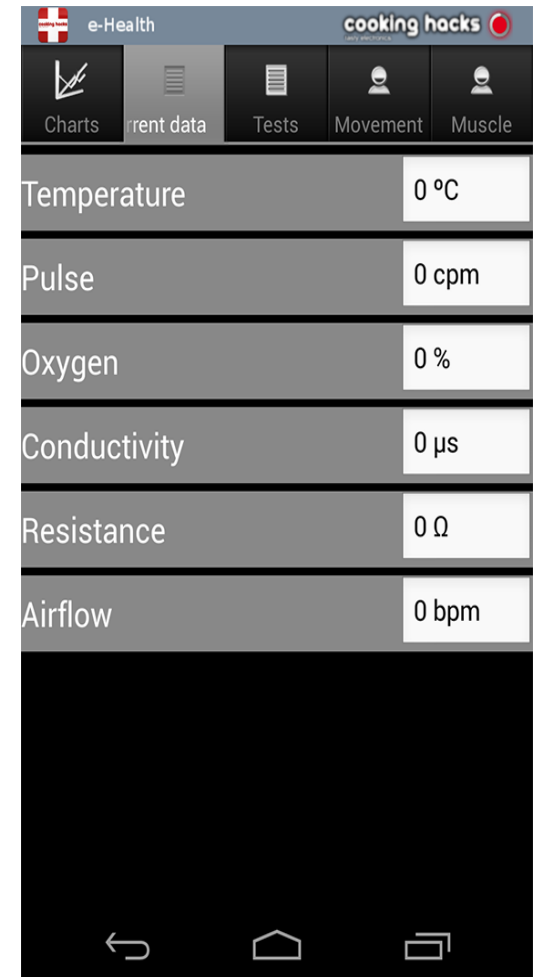 e-Health
cooking hacks
Charts
rrent data
Tests
Movement
Muscle
Temperature
0 ºC
Pulse
0 cpm
Oxygen
0 %
Conductivity
0 µs
Resistance
0 Ω
Airflow
0 bpm